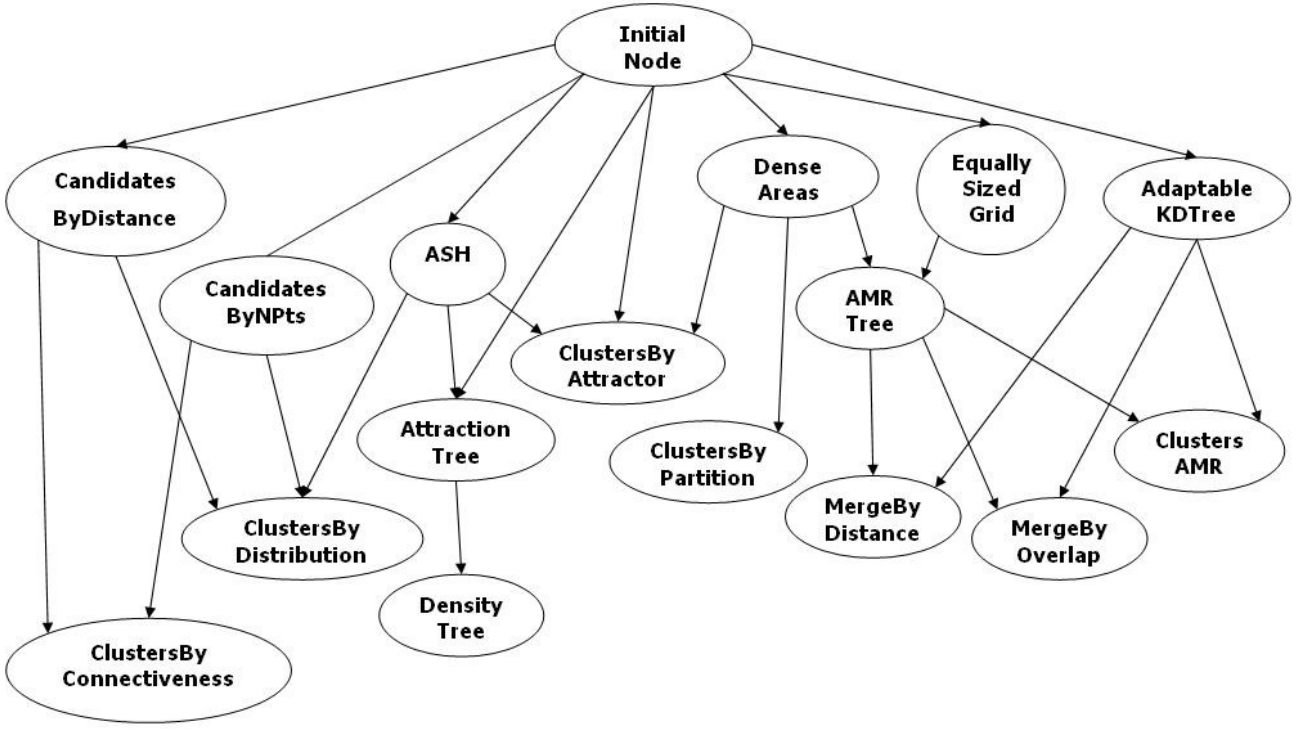 Initial
Node
Candidates
ByDistance
Dense
Areas
Equally
Sized
Grid
Adaptable
KDTree
ASH
Candidates
ByNPts
AMR
Tree
ClustersBy
Attractor
Attraction
Tree
ClustersBy
Partition
Clusters
AMR
MergeBy
Distance
ClustersBy
Distribution
MergeBy
Overlap
Density
Tree
ClustersBy
Connectiveness